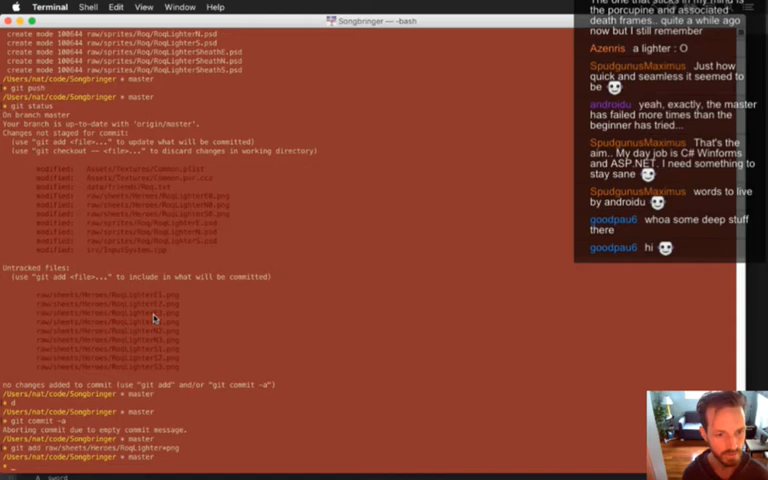 Terminal Shell Edit View Window Help
Songbringer — -bash
create mode 100644 raw/sprites/Roq/RoqLighterN.psd
create mode 100644 raw/sprites/Roq/RoqLighterS.psd
create mode 100644 raw/sprites/Roq/RoqLighterSheathE.psd
create mode 100644 raw/sprites/Roq/RoqLighterSheathN.psd
create mode 100644 raw/sprites/Roq/RoqLighterSheathS.psd
/Users/nat/code/Songbringer * master
* git push
/Users/nat/code/Songbringer * master
* git status
On branch master
Your branch is up-to-date with 'origin/master'.
Changes not staged for commit:
(use "git add <file>..." to update what will be committed)
(use "git checkout -- <file>..." to discard changes in working directory)
modified: Assets/Textures/Common.plist
modified: Assets/Textures/Common.pvr.ccz
modified: data/friends/Roq.txt
modified: raw/sheets/Heroes/RoqLighterE0.png
modified: raw/sheets/Heroes/RoqLighterN0.png
modified: raw/sheets/Heroes/RoqLighterS0.png
modified: raw/sprites/Roq/RoqLighterE.psd
modified: raw/sprites/Roq/RoqLighterN.psd
modified: raw/sprites/Roq/RoqLighterS.psd
modified: src/InputSystem.cpp
Untracked files:
(use "git add <file>..." to include in what will be committed)
raw/sheets/Heroes/RoqLighterE1.png
raw/sheets/Heroes/RoqLighterE2.png
raw/sheets/Heroes/RoqLighter
raw/sheets/Heroes/RoqLighter
raw/sheets/Heroes/RoqLighterN2.png
raw/sheets/Heroes/RoqLighterN3.png
raw/sheets/Heroes/RoqLighterS1.png
raw/sheets/Heroes/RoqLighterS2.png
raw/sheets/Heroes/RoqLighterS3.png
no changes added to commit (use "git add" and/or "git commit -a")
/Users/nat/code/Songbringer * master
* d
/Users/nat/code/Songbringer * master
* git commit -a
Aborting commit due to empty commit message.
/Users/nat/code/Songbringer * master
* git add raw/sheets/Heroes/RoqLighter*png
/Users/nat/code/Songbringer * master
* _
A sword
The one that sticks in my mind is
the porcupine and associated
death frames.. quite a while ago
now but I still remember
Azenris a lighter : O
SpudgunusMaximus Just how
quick and seamless it seemed to
be
androidu yeah, exactly, the master
has failed more times than the
beginner has tried...
SpudgunusMaximus That's the
aim.. My day job is C# Winforms
and ASP.NET. I need something to
stay sane
SpudgunusMaximus words to live
by androidu
goodpau6 whoa some deep stuff
there
goodpau6 hi